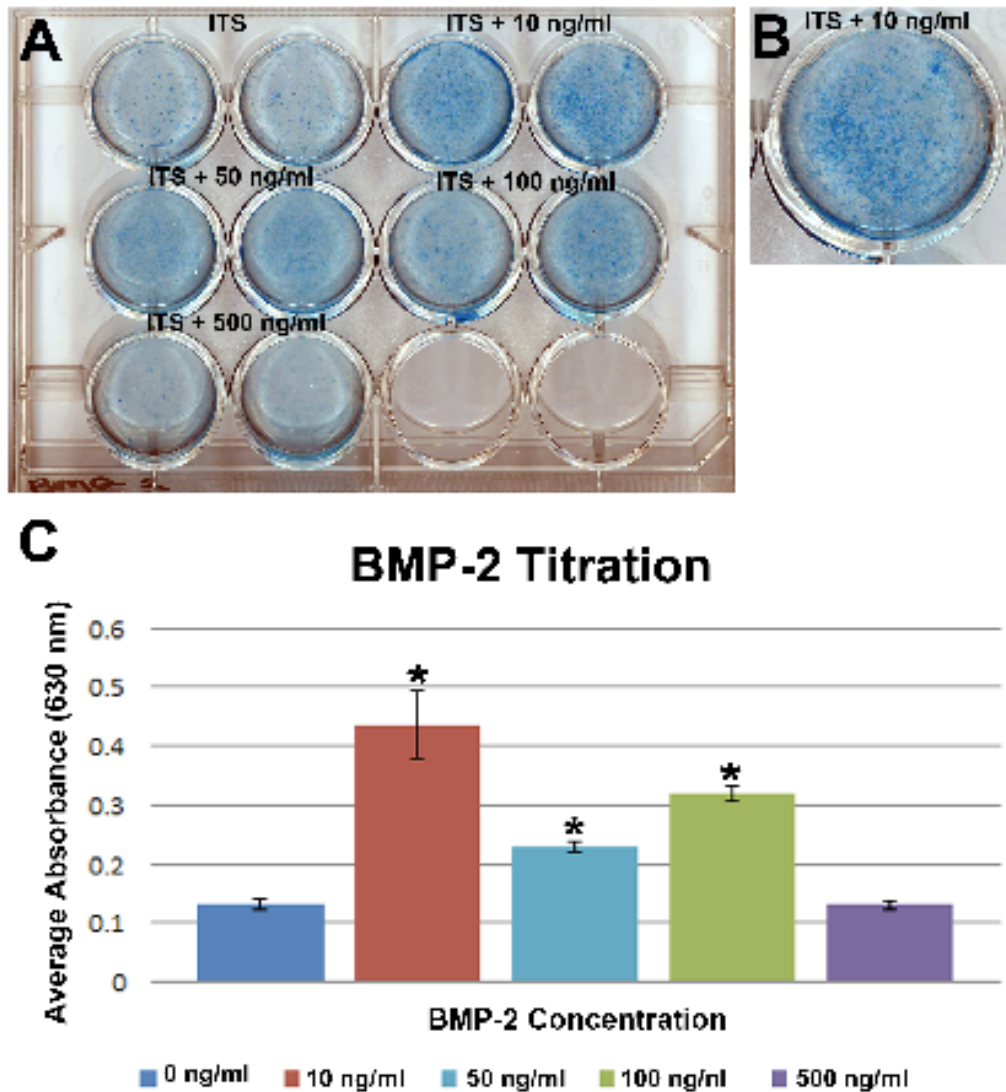 A
ITS
ITS + 10 ng/ml
ITS + 50 ng/ml
ITS + 100 ng/ml
ITS + 500 ng/ml
B
ITS + 10 ng/ml
C
BMP-2 Titration
Average Absorbance (630 nm)
0.6
0.5
0.4
0.3
0.2
0.1
0
*
*
*
BMP-2 Concentration
0 ng/ml
10 ng/ml
50 ng/ml
100 ng/nl
500 ng/ml